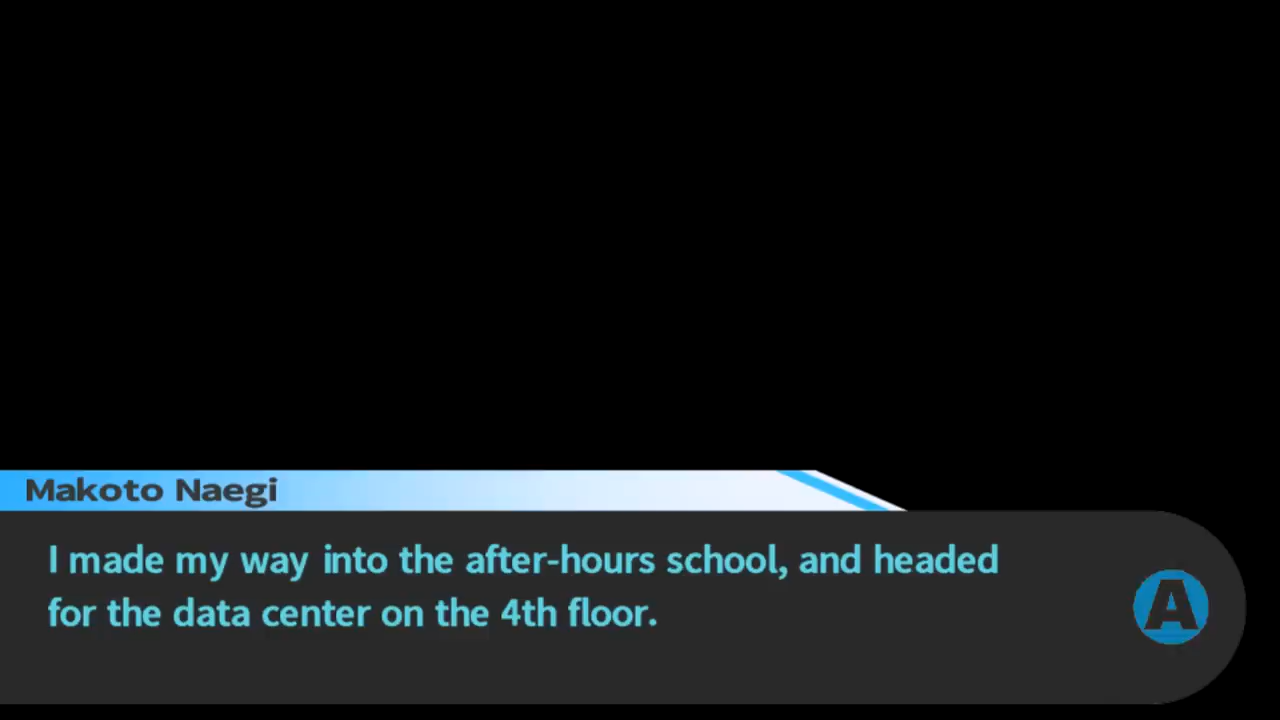 Makoto Naegi
I made my way into the after-hours school, and headed
for the data center on the 4th floor.
A